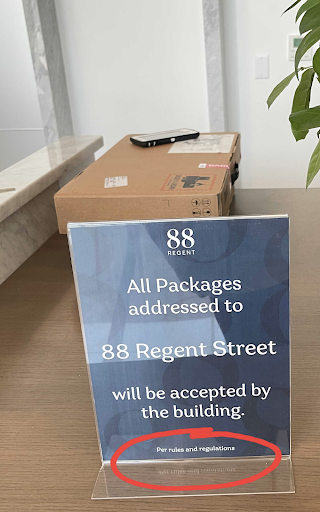 88
REGENT
All Packages
addressed to
88 Regent Street
will be accepted by
the building.
Per rules and regulations